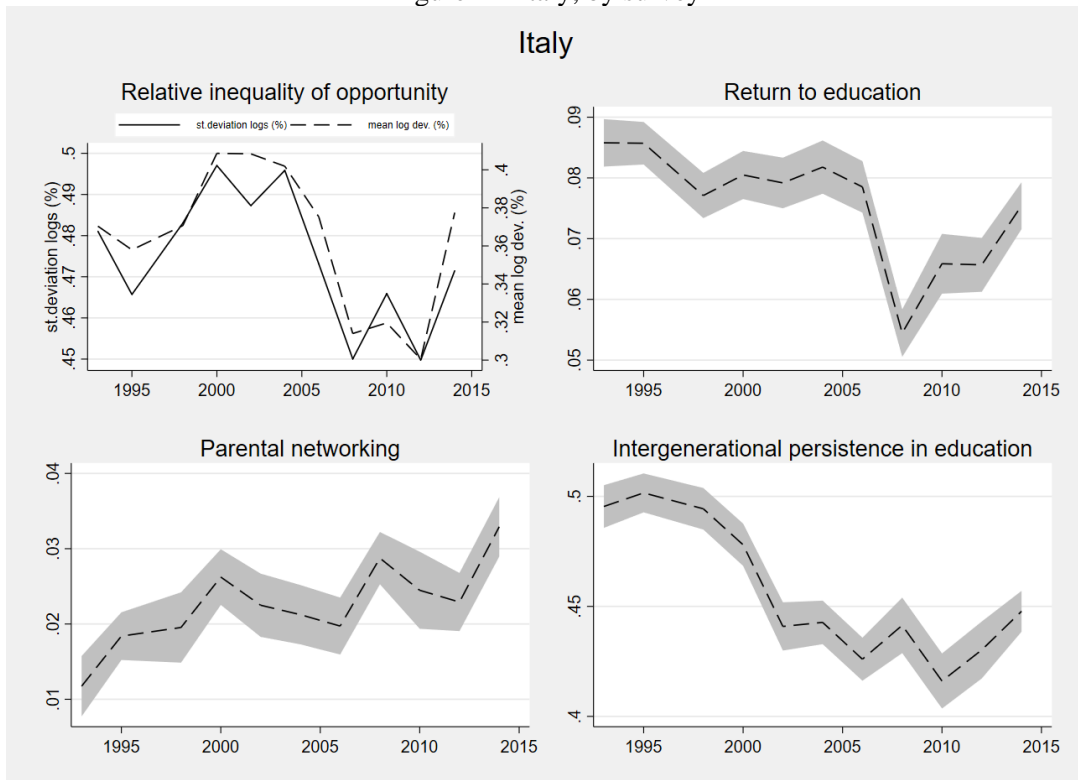 Italy
Relative inequality of opportunity
st.deviation logs (%) mean log dev. (%)
st.deviation logs (%)
.5
.49
.48
.47
.46
.45
mean log dev. (%)
.4
.38
.36
.34
.32
.3
1995 2000 2005 2010 2015
Return to education
.09
.08
.07
.06
.05
1995 2000 2005 2010 2015
Parental networking
.04
.03
.02
.01
1995 2000 2005 2010 2015
Intergenerational persistence in education
.5
.45
.4
1995 2000 2005 2010 2015